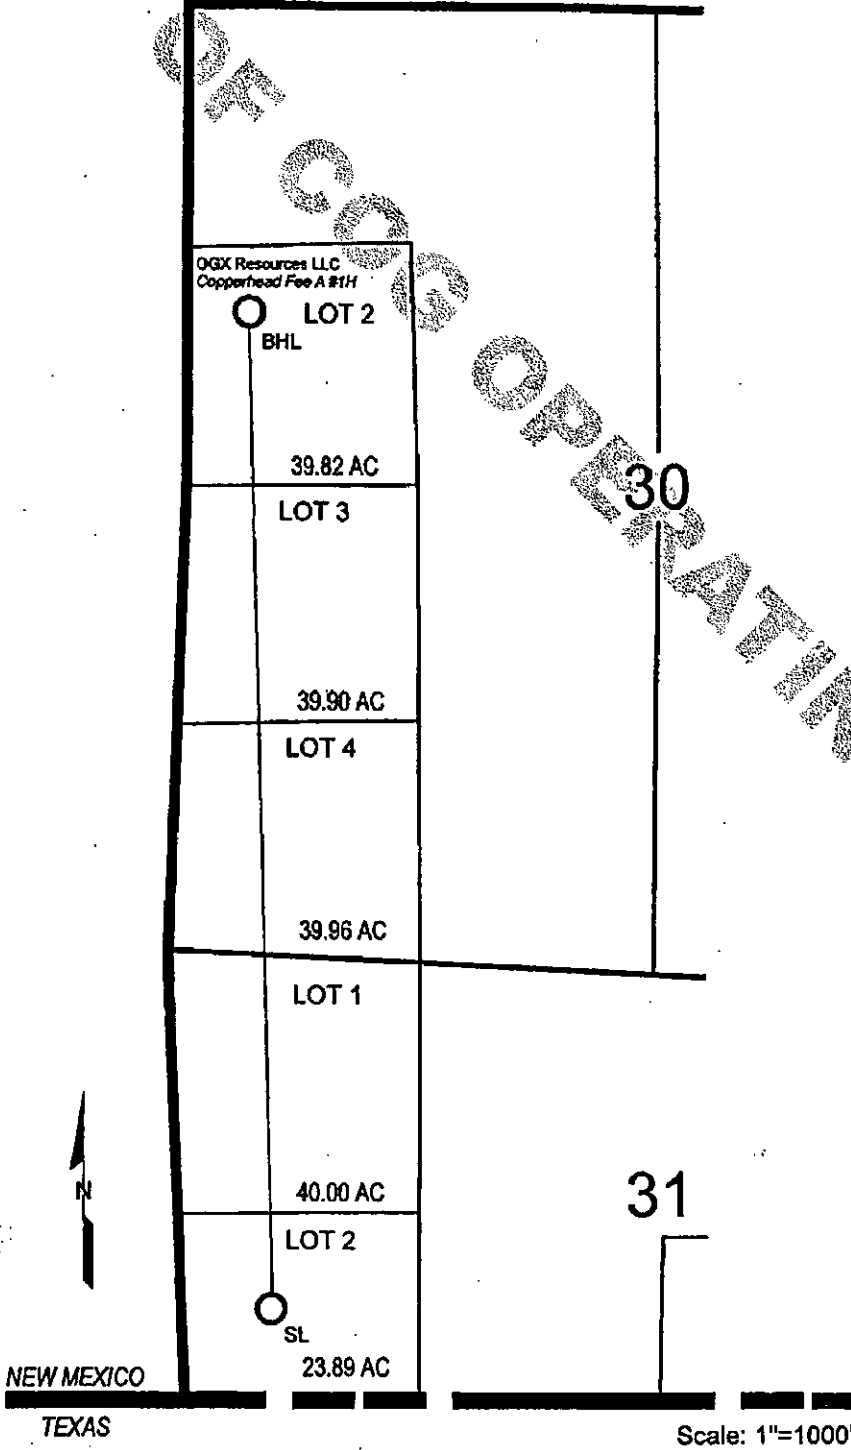 OF COG OPERATIN
OGX Resources LLC
Copperhead Fee A #1H
LOT 2
BHL
39.82 AC
30
LOT 3
39.90 AC
LOT 4
39.96 AC
LOT 1
N
40.00 AC
31
LOT 2
SL
23.89 AC
NEW MEXICO
TEXAS
Scale: 1"=1000'